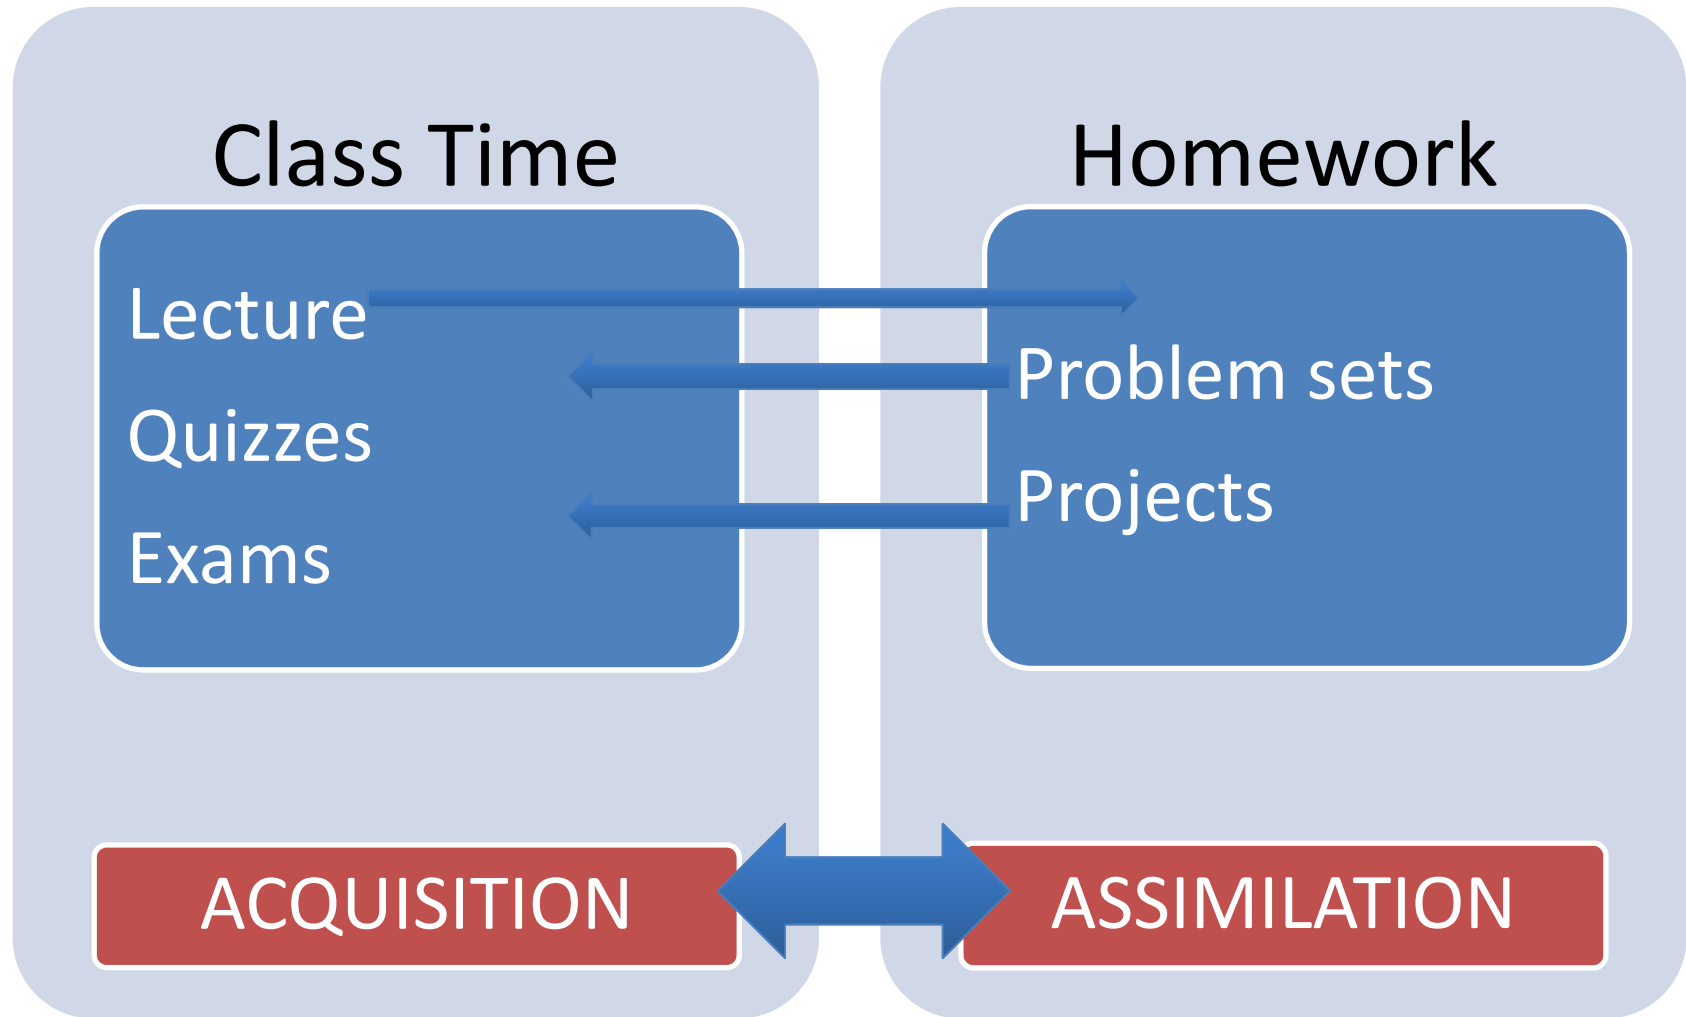 Class Time
Lecture
Quizzes
Exams
ACQUISITION
Homework
Problem sets
Projects
ASSIMILATION